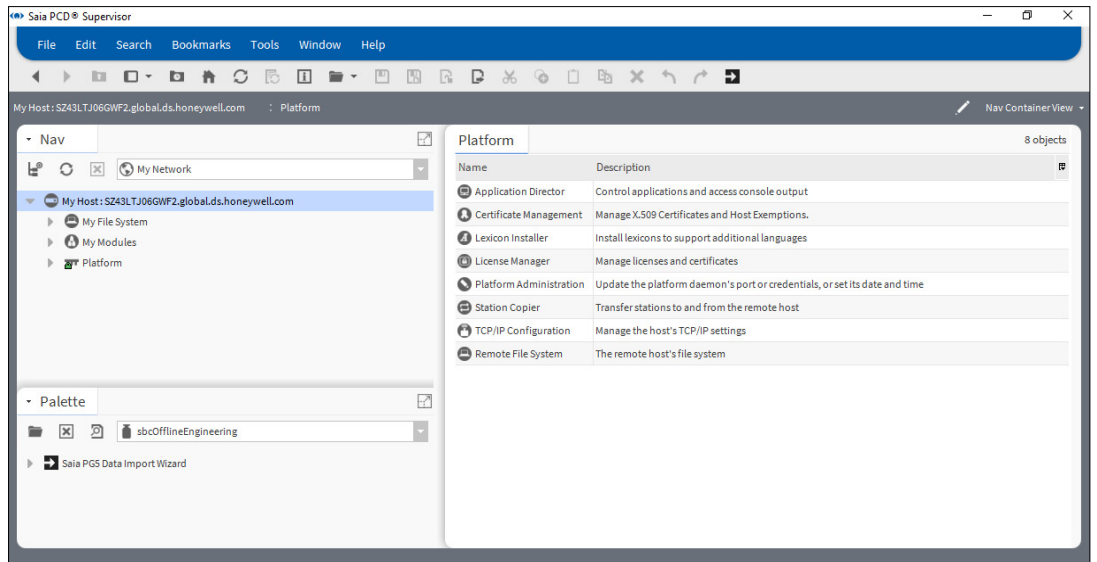 Saia PCD® Supervisor
File Edit Search Bookmarks Tools Window Help
My Host : SZ43LTJ06GWF2.global.ds.honeywell.com : Platform
Nav Container View
Nav
My Network
My Host : SZ43LTJ06GWF2.global.ds.honeywell.com
My File System
My Modules
Platform
Palette
sbcOfflineEngineering
Saia PG5 Data Import Wizard
Platform 8 objects
Name Description
Application Director Control applications and access console output
Certificate Management Manage X.509 Certificates and Host Exemptions.
Lexicon Installer Install lexicons to support additional languages
License Manager Manage licenses and certificates
Platform Administration Update the platform daemon's port or credentials, or set its date and time
Station Copier Transfer stations to and from the remote host
TCP/IP Configuration Manage the host's TCP/IP settings
Remote File System The remote host's file system